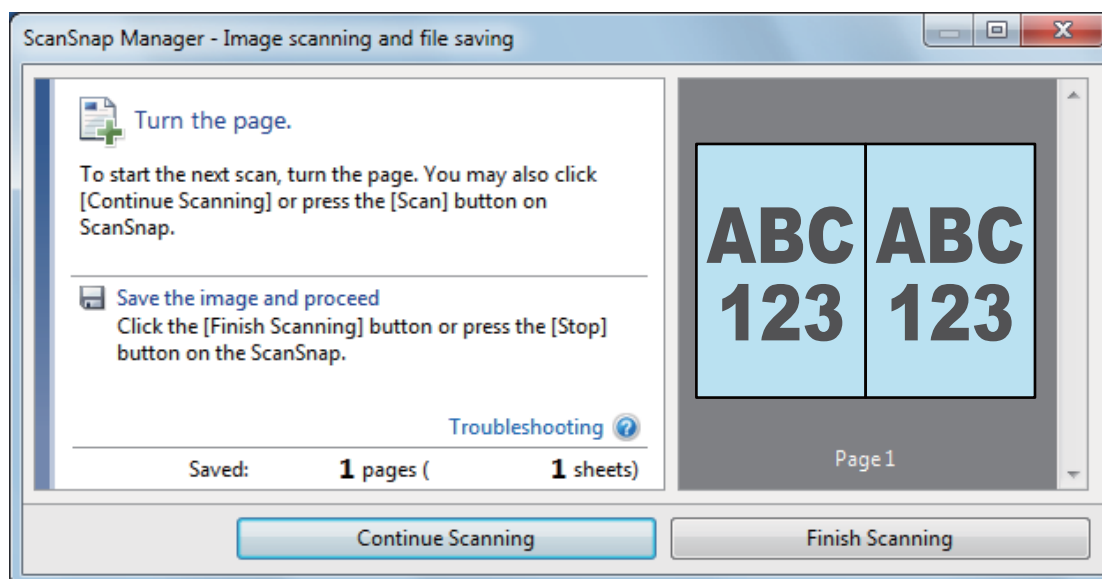 ScanSnap Manager - Image scanning and file saving
Turn the page.
To start the next scan, turn the page. You may also click
[Continue Scanning] or press the [Scan] button on
ScanSnap.
Save the image and proceed
Click the [Finish Scanning] button or press the [Stop]
button on the ScanSnap.
Troubleshooting
Saved: 1 pages ( 1 sheets)
ABC ABC
123 123
Page 1
Continue Scanning Finish Scanning